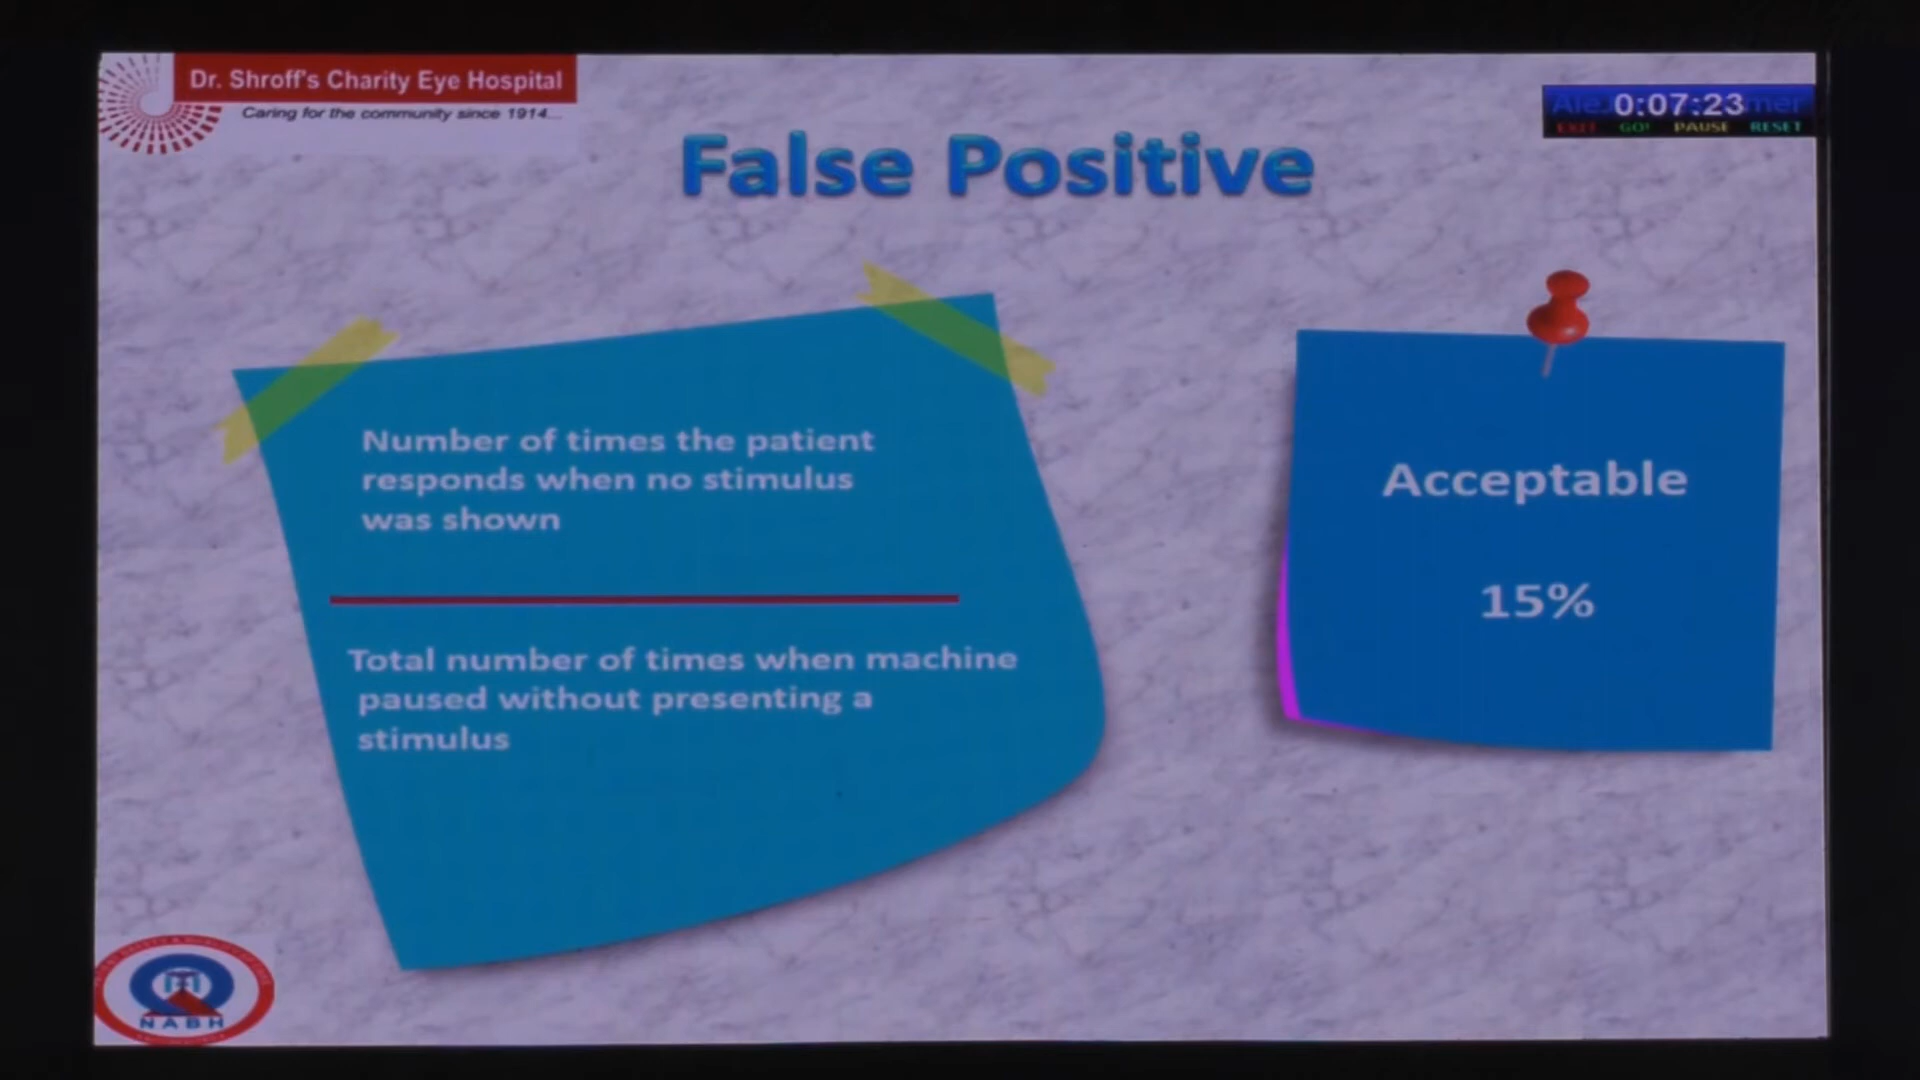 Dr. Shroff's Charity Eye Hospital
Caring for the community since 1914...
0:07:23
EXIT GO! PAUSE RESET
False Positive
Number of times the patient
responds when no stimulus
was shown
Total number of times when machine
paused without presenting a
stimulus
Acceptable
15%
NABH